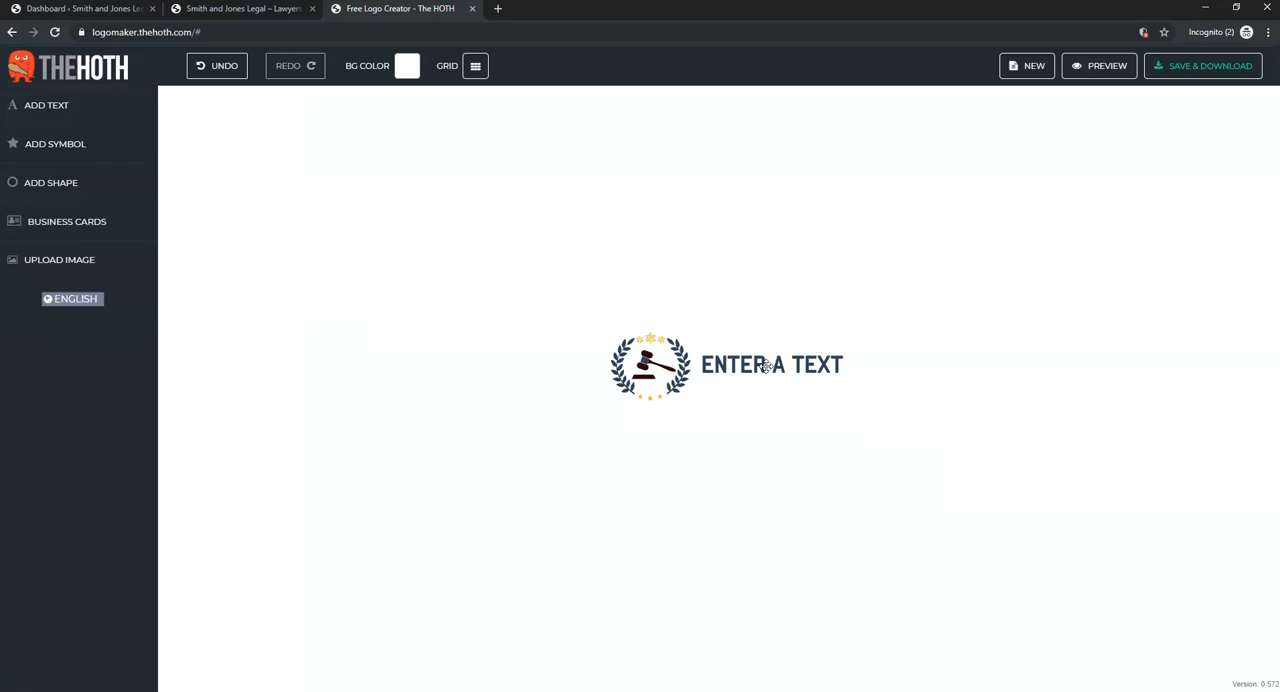 Dashboard ‹ Smith and Jones Le
Smith and Jones Legal – Lawyers
Free Logo Creator - The HOTH
logomaker.thehoth.com/#
Incognito (2)
THEHOTH
UNDO
REDO
BG COLOR
GRID
NEW
PREVIEW
SAVE & DOWNLOAD
ADD TEXT
ADD SYMBOL
ADD SHAPE
BUSINESS CARDS
UPLOAD IMAGE
ENGLISH
ENTER A TEXT
Version: 0.572